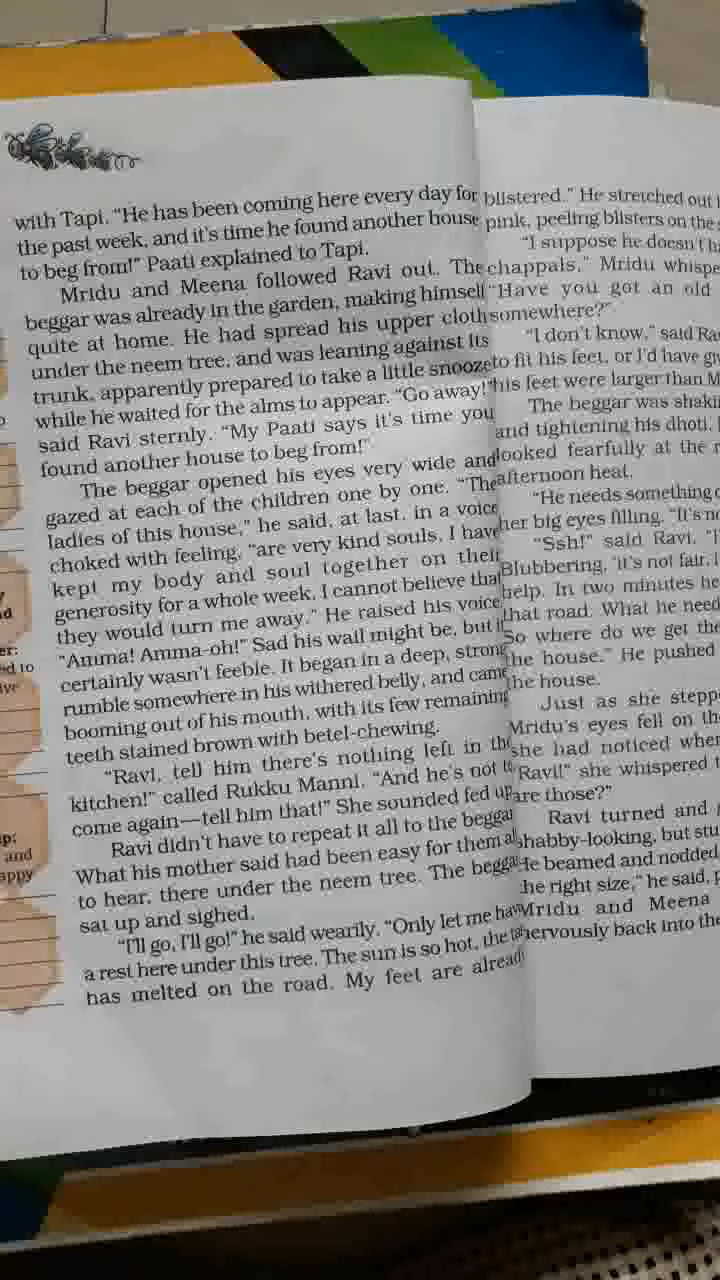 with Tapi. “He has been coming here every day for
the past week, and it's time he found another house
to beg from!” Paati explained to Tapi.
Mridu and Meena followed Ravi out. The
beggar was already in the garden, making himself
quite at home. He had spread his upper cloth
under the neem tree, and was leaning against its
trunk, apparently prepared to take a little snooze
while he waited for the alms to appear. “Go away!”
said Ravi sternly. “My Paati says it's time you
found another house to beg from!”
The beggar opened his eyes very wide and
gazed at each of the children one by one. “The
ladies of this house,” he said, at last, in a voice
choked with feeling, “are very kind souls. I have
kept my body and soul together on their
generosity for a whole week. I cannot believe that
they would turn me away.” He raised his voice
“Amma! Amma-oh!” Sad his wail might be, but it
certainly wasn't feeble. It began in a deep, strong
rumble somewhere in his withered belly, and came
booming out of his mouth, with its few remaining
teeth stained brown with betel-chewing.
“Ravi, tell him there's nothing left in the
kitchen!” called Rukku Manni. “And he's not to
come again—tell him that!” She sounded fed up.
Ravi didn't have to repeat it all to the beggar
What his mother said had been easy for them all
to hear, there under the neem tree. The beggar
sat up and sighed.
“I'll go, I'll go!” he said wearily. “Only let me have
a rest here under this tree. The sun is so hot, the tar
has melted on the road. My feet are already
blistered.” He stretched out
pink, peeling blisters on the
“I suppose he doesn't
chappals,” Mridu
“Have you got an old
somewhere?”
“I don't know,” said
to fit his feet, or I'd have
his feet were larger than
The beggar was
and tightening his dhoti.
looked fearfully at the
afternoon heat.
“He needs something
her big eyes filling. “It's
“Ssh!” said Ravi.
Blubbering, ‘it's not fair,
help. In two minutes he
that road. What he
So where do we get the
the house.” He pushed
the house.
Just as she
Mridu's eyes fell on
she had noticed
“Ravi!” she whispered
are those?”
Ravi turned and
shabby-looking, but
He beamed and nodded
the right size,” he said,
Mridu and Meena
nervously back into
er:
ed to
ive
and
appy